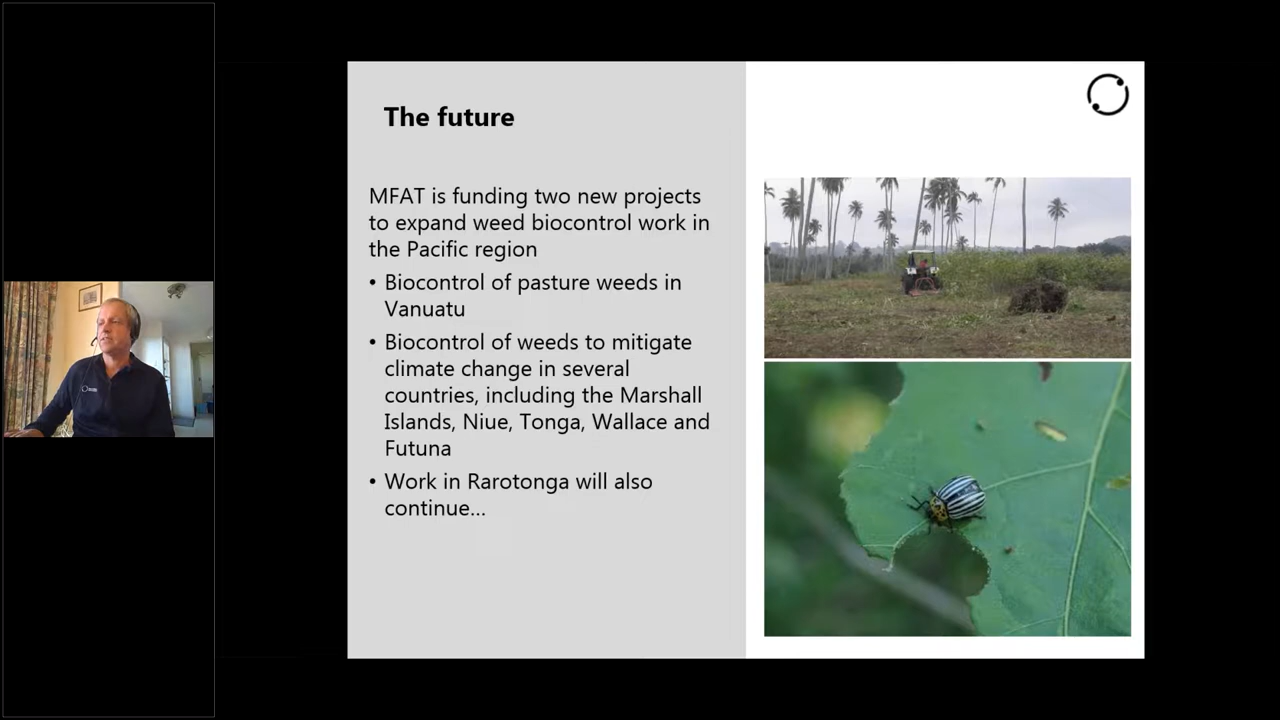 The future
MFAT is funding two new projects
to expand weed biocontrol work in
the Pacific region
• Biocontrol of pasture weeds in
Vanuatu
• Biocontrol of weeds to mitigate
climate change in several
countries, including the Marshall
Islands, Niue, Tonga, Wallace and
Futuna
• Work in Rarotonga will also
continue...